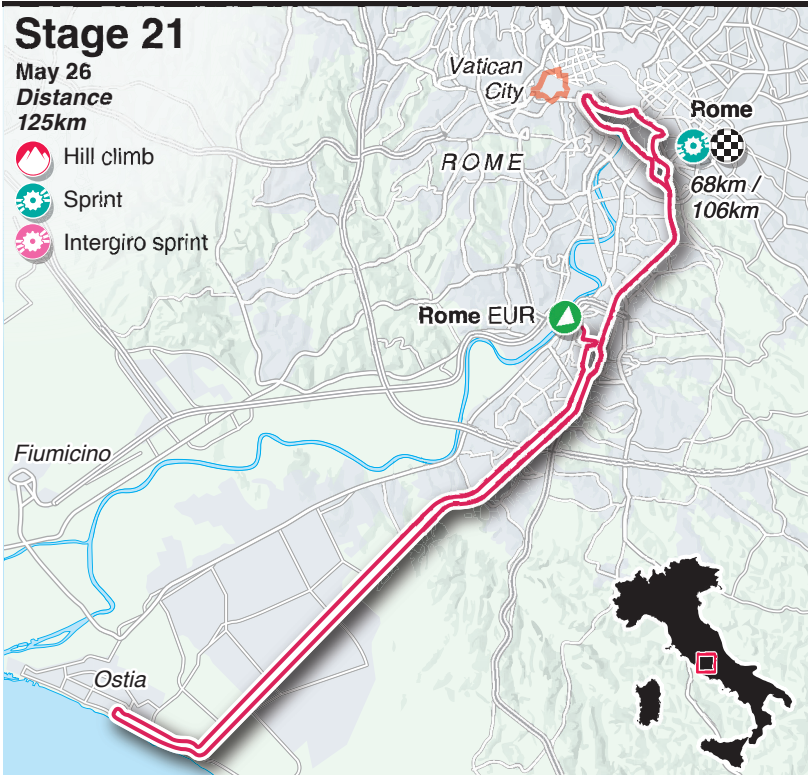 Stage 21
May 26
Distance
125km
Hill climb
Sprint
Intergiro sprint
Vatican
City
ROME
Rome
68km /
106km
Rome EUR
Fiumicino
Ostia